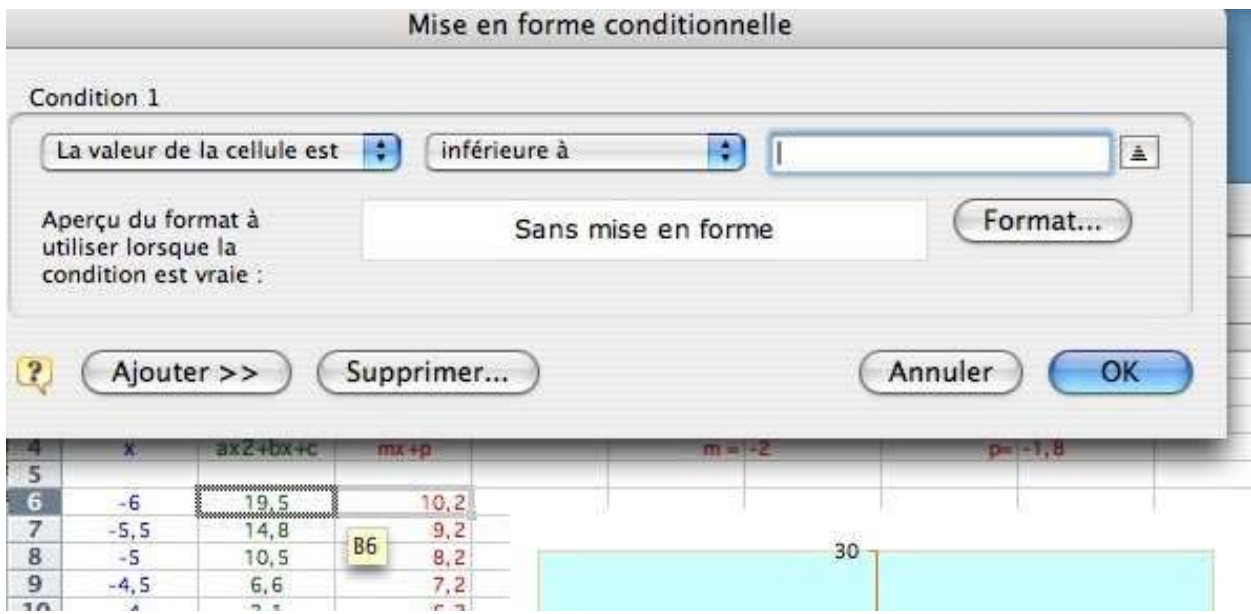 Mise en forme conditionnelle
Condition 1
La valeur de la cellule est inférieure à
Aperçu du format à
utiliser lorsque la
condition est vraie :
Sans mise en forme
Format...
? Ajouter >> Supprimer... Annuler OK
4 x ax2+bx+c mx+p m = -2 p= -1,8
5
6 -6 19,5 10,2
7 -5,5 14,8 9,2
B6
8 -5 10,5 8,2
30
9 -4,5 6,6 7,2
10